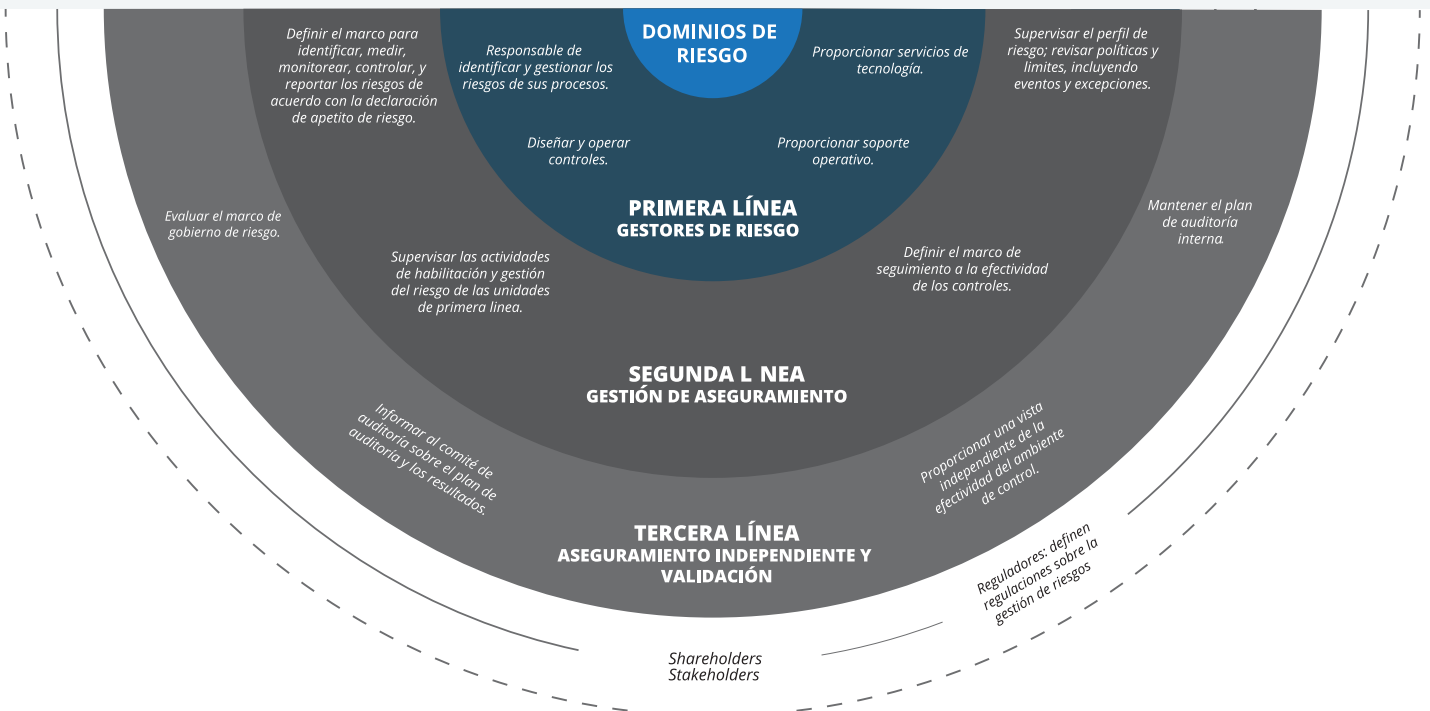 DOMINIOS DE
RIESGO
Definir el marco para
identificar, medir,
monitorear, controlar, y
reportar los riesgos de
acuerdo con la declaración
de apetito de riesgo.
Responsable de
identificar y gestionar los
riesgos de sus procesos.
Proporcionar servicios de
tecnología.
Supervisar el perfil de
riesgo; revisar políticas y
limites, incluyendo
eventos y excepciones.
Diseñar y operar
controles.
Proporcionar soporte
operativo.
PRIMERA LÍNEA
GESTORES DE RIESGO
Evaluar el marco de
gobierno de riesgo.
Mantener el plan
de auditoría
interna.
Supervisar las actividades
de habilitación y gestión
del riesgo de las unidades
de primera linea.
Definir el marco de
seguimiento a la efectividad
de los controles.
SEGUNDA L NEA
GESTIÓN DE ASEGURAMIENTO
Informar al comité de
auditoría sobre el plan de
auditoría y los resultados.
Proporcionar una vista
independiente de la
efectividad del ambiente
de control.
TERCERA LÍNEA
ASEGURAMIENTO INDEPENDIENTE Y
VALIDACIÓN
Reguladores: definen
regulaciones sobre la
gestión de riesgos
Shareholders
Stakeholders